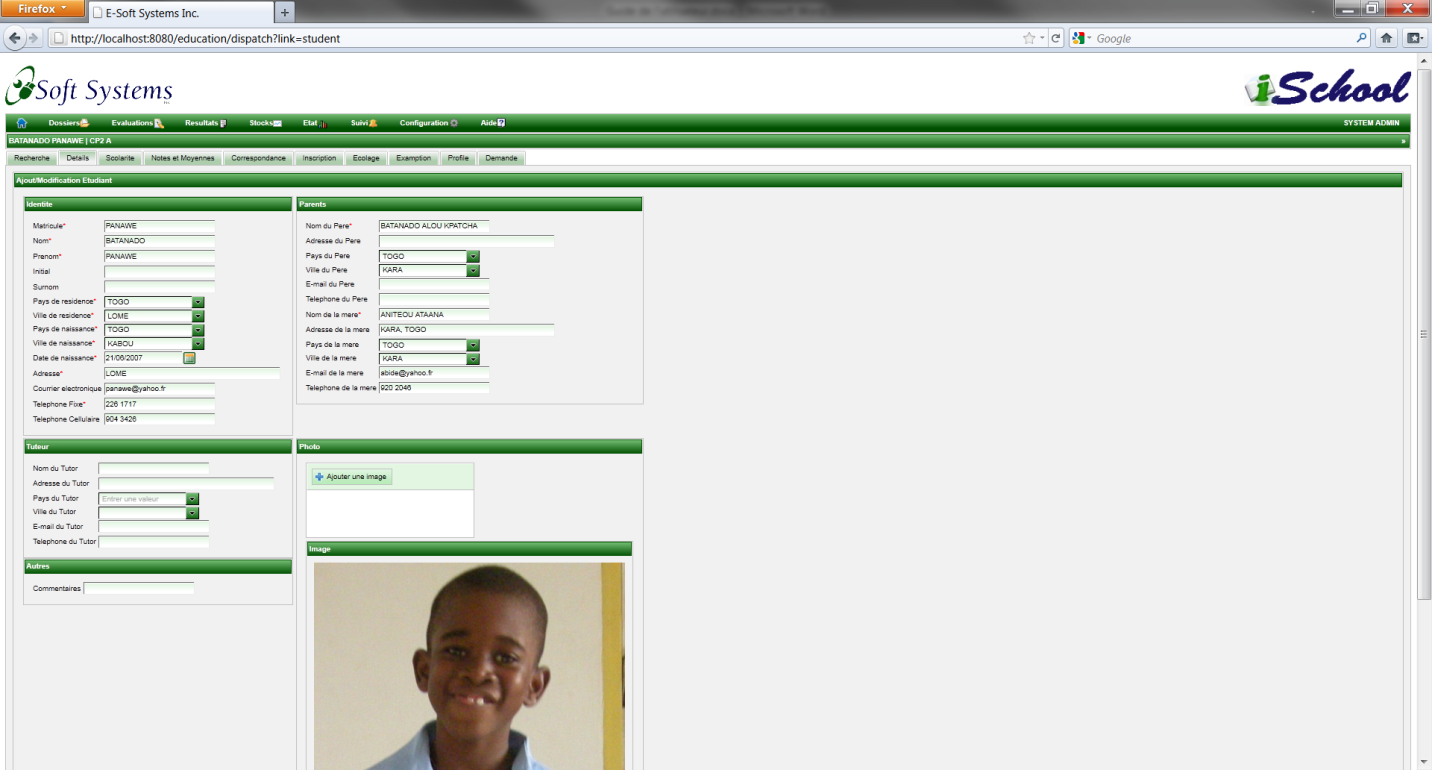 Firefox
E-Soft Systems Inc.
http://localhost:8080/education/dispatch?link=student
Google
Soft Systems
iSchool
Dossiers Evaluations Resultats Stocks Etat Suivi Configuration Aide SYSTEM ADMIN
BATANADO PANAWE | CP2 A »
Recherche Details Scolarite Notes et Moyennes Correspondance Inscription Ecolage Examption Profile Demande
Ajout/Modification Etudiant
Identite
Matricule* PANAWE
Nom* BATANADO
Prenom* PANAWE
Initial
Surnom
Pays de residence* TOGO
Ville de residence* LOME
Pays de naissance* TOGO
Ville de naissance* KABOU
Date de naissance* 21/06/2007
Adresse* LOME
Courrier electronique panawe@yahoo.fr
Telephone Fixe* 226 1717
Telephone Cellulaire 904 3426
Parents
Nom du Pere* BATANADO ALOU KPATCHA
Adresse du Pere
Pays du Pere TOGO
Ville du Pere KARA
E-mail du Pere
Telephone du Pere
Nom de la mere* ANITEOU ATAANA
Adresse de la mere KARA, TOGO
Pays de la mere TOGO
Ville de la mere KARA
E-mail de la mere abide@yahoo.fr
Telephone de la mere 920 2046
Tuteur
Nom du Tutor
Adresse du Tutor
Pays du Tutor Entrer une valeur
Ville du Tutor
E-mail du Tutor
Telephone du Tutor
Autres
Commentaires
Photo
Ajouter une image
Image